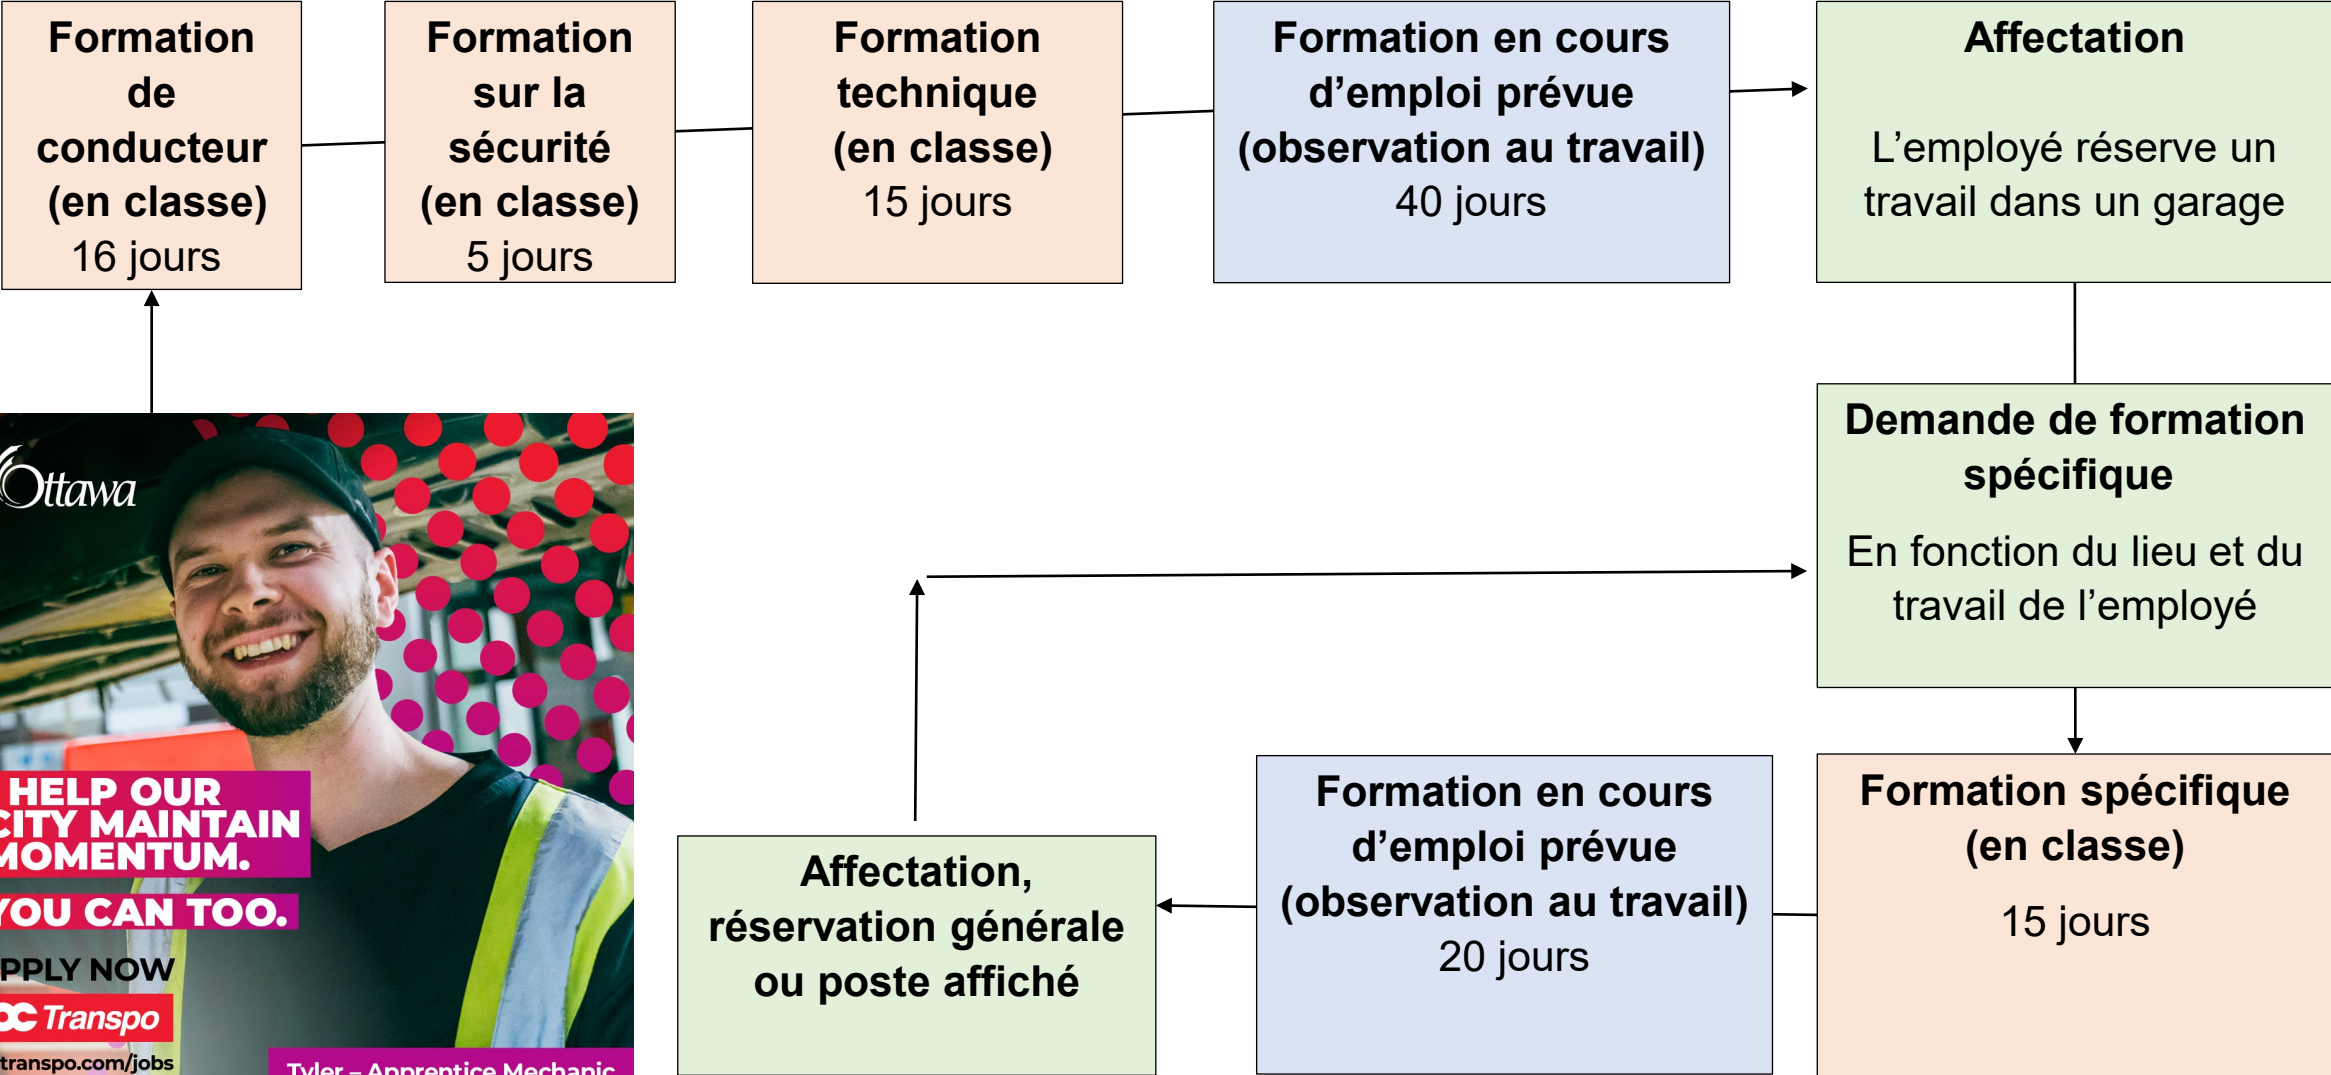 Formation
de
conducteur
(en classe)
16 jours
Formation
sur la
sécurité
(en classe)
5 jours
Formation
technique
(en classe)
15 jours
Formation en cours
d’emploi prévue
(observation au travail)
40 jours
Affectation
L’employé réserve un
travail dans un garage
Demande de formation
spécifique
En fonction du lieu et du
travail de l’employé
Formation spécifique
(en classe)
15 jours
Formation en cours
d’emploi prévue
(observation au travail)
20 jours
Affectation,
réservation générale
ou poste affiché
Ottawa
HELP OUR
CITY MAINTAIN
MOMENTUM.
YOU CAN TOO.
PPLY NOW
OC Transpo
transpo.com/jobs
Tyler – Apprentice Mechanic